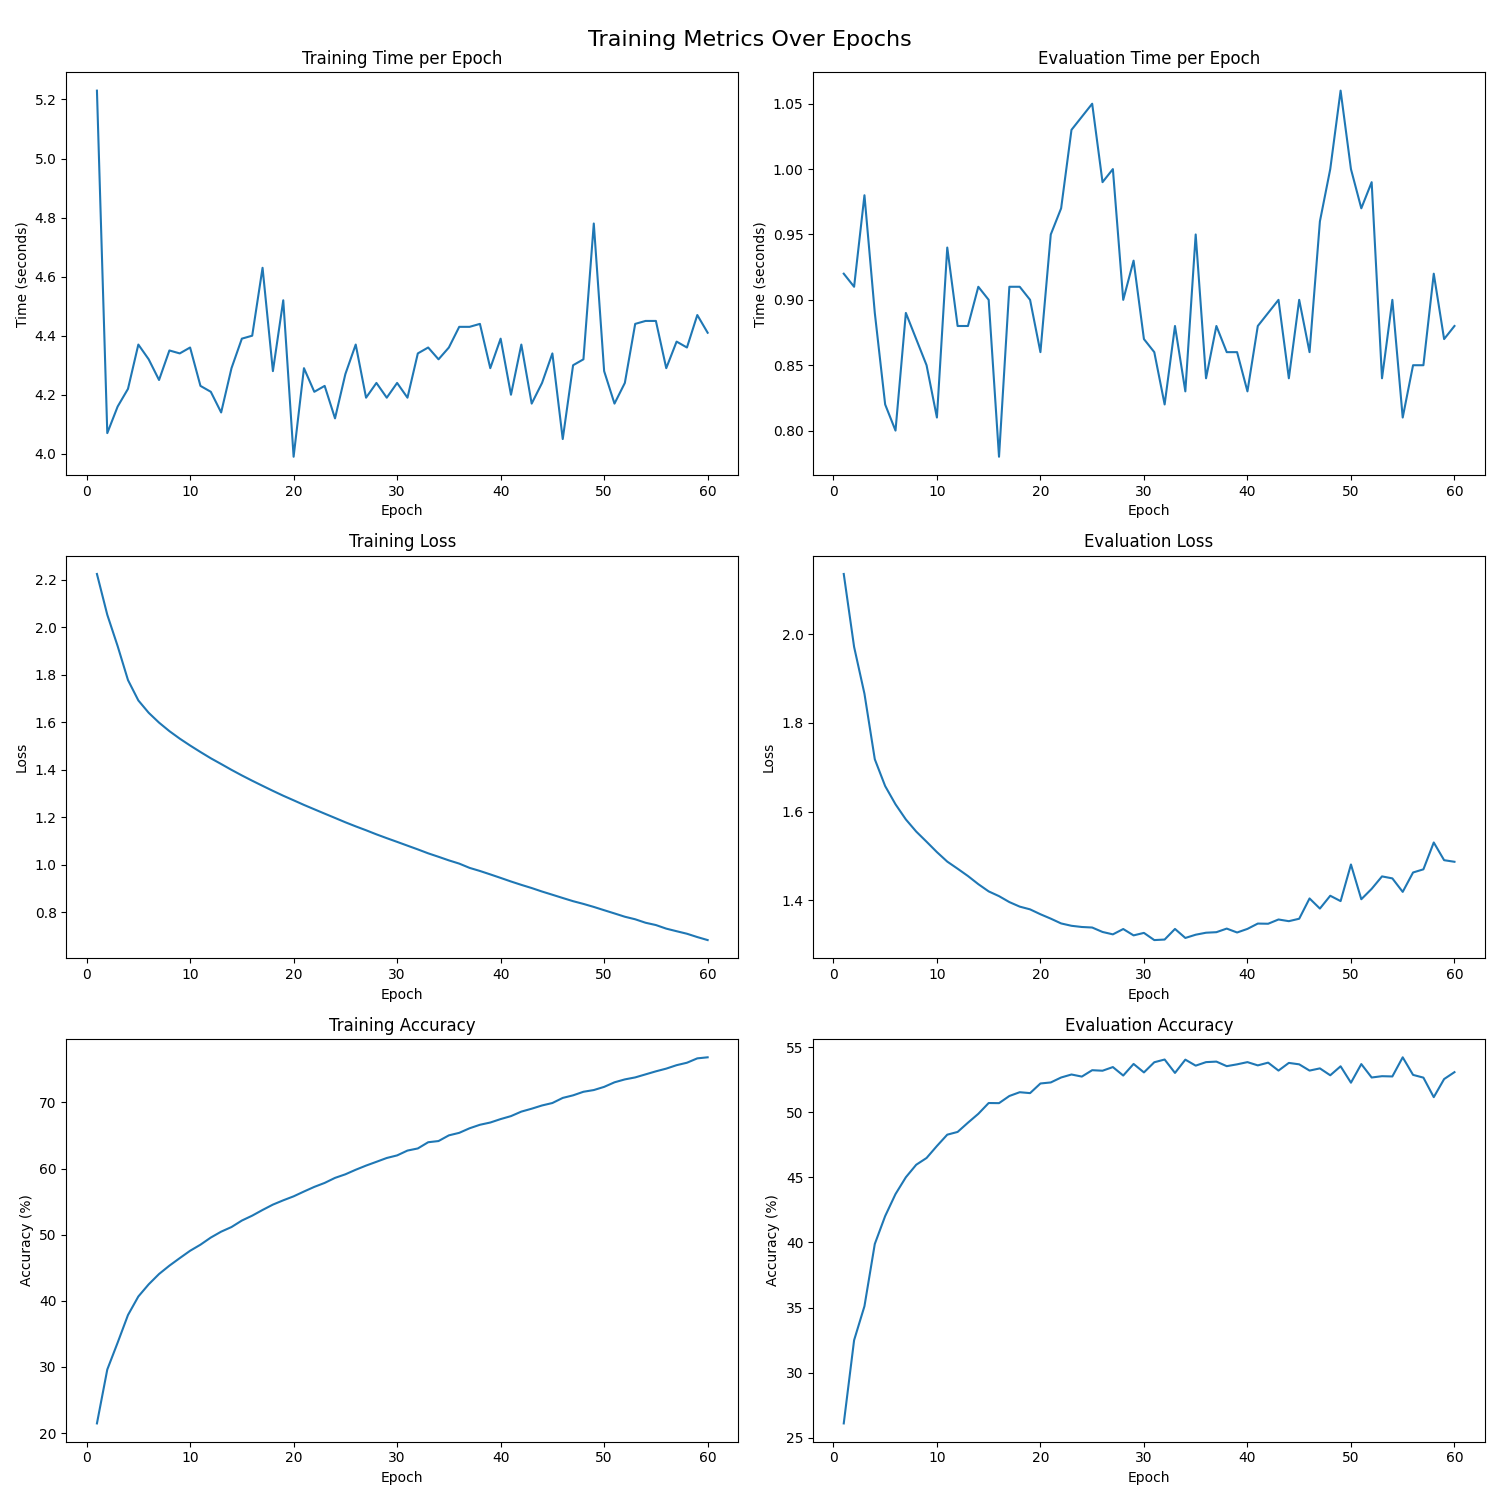 Training Metrics Over Epochs
Training Time per Epoch
5.2
5.0
4.8
4.6
4.4
4.2
4.0
Time (seconds)
0 10 20 30 40 50 60
Epoch
Evaluation Time per Epoch
1.05
1.00
0.95
0.90
0.85
0.80
Time (seconds)
0 10 20 30 40 50 60
Epoch
Training Loss
2.2
2.0
1.8
1.6
1.4
1.2
1.0
0.8
Loss
0 10 20 30 40 50 60
Epoch
Evaluation Loss
2.0
1.8
1.6
1.4
Loss
0 10 20 30 40 50 60
Epoch
Training Accuracy
70
60
50
40
30
20
Accuracy (%)
0 10 20 30 40 50 60
Epoch
Evaluation Accuracy
55
50
45
40
35
30
25
Accuracy (%)
0 10 20 30 40 50 60
Epoch